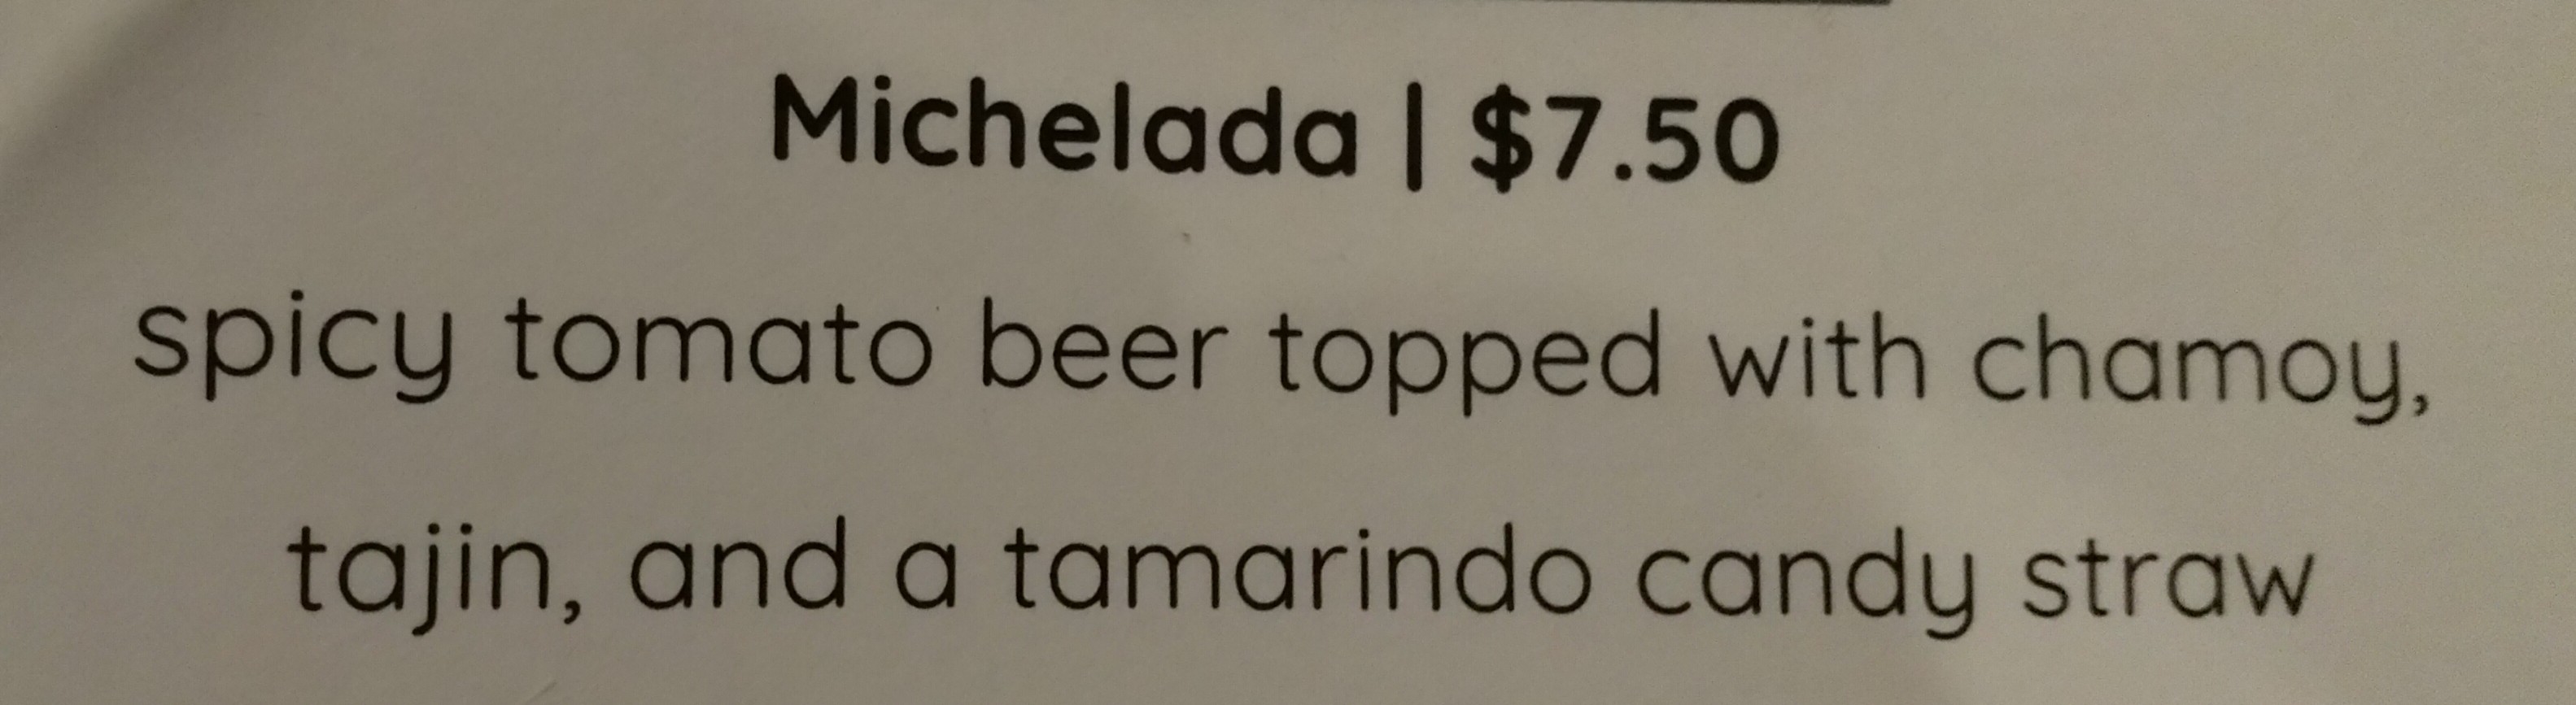 Michelada | $7.50
spicy tomato beer topped with chamoy,
tajin, and a tamarindo candy straw